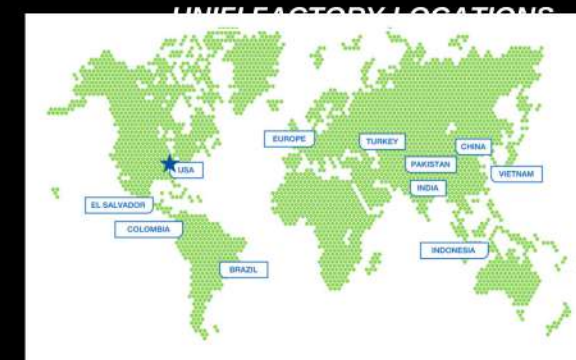 UNIFI FACTORY LOCATIONS
EUROPE
TURKEY
CHINA
PAKISTAN
USA
VIETNAM
INDIA
EL SALVADOR
COLOMBIA
INDONESIA
BRAZIL